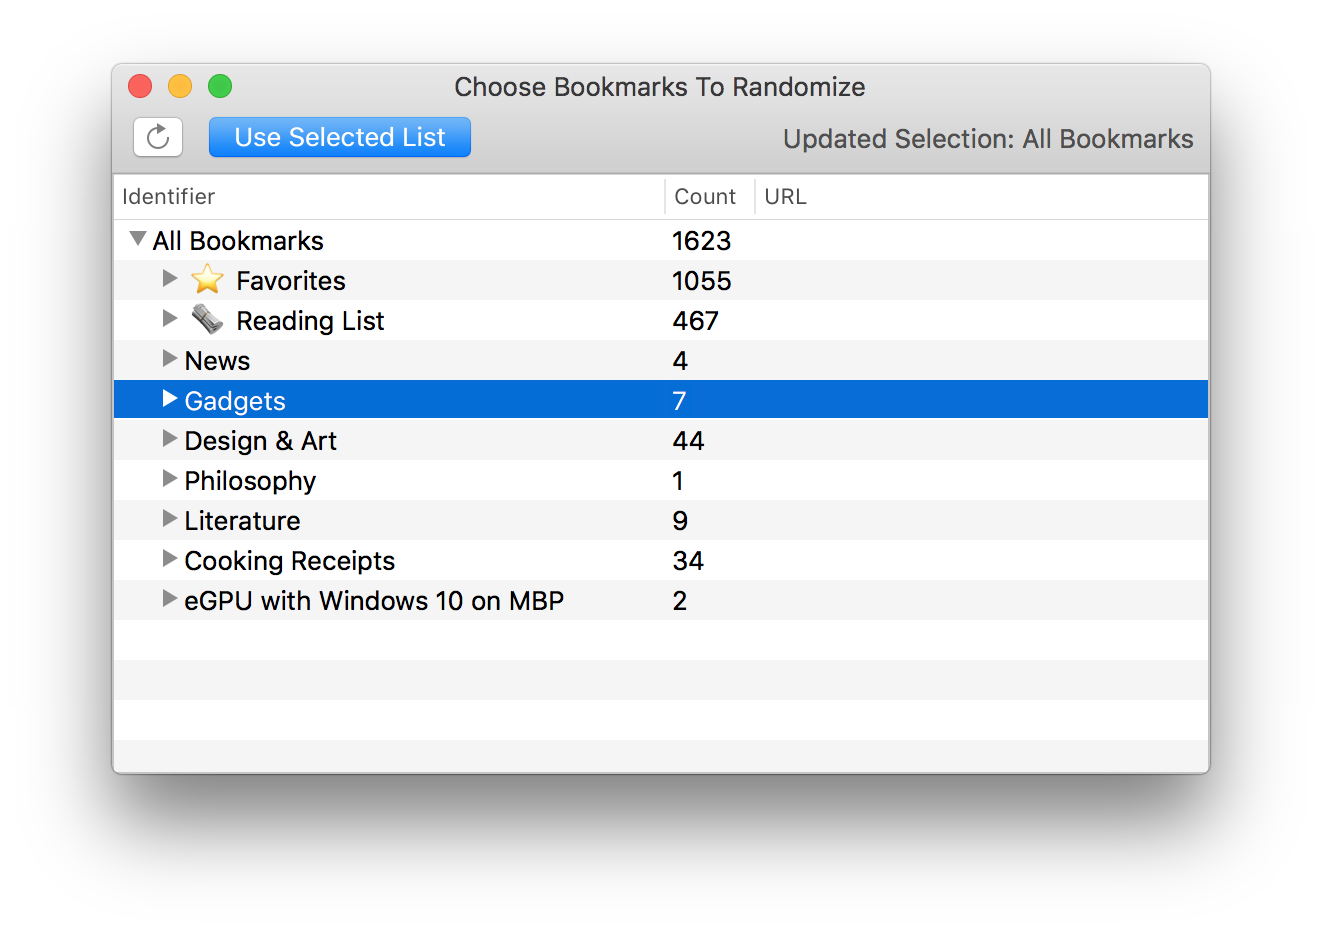 Choose Bookmarks To Randomize
Use Selected List Updated Selection: All Bookmarks
Identifier Count URL
All Bookmarks 1623
Favorites 1055
Reading List 467
News 4
Gadgets 7
Design & Art 44
Philosophy 1
Literature 9
Cooking Receipts 34
eGPU with Windows 10 on MBP 2